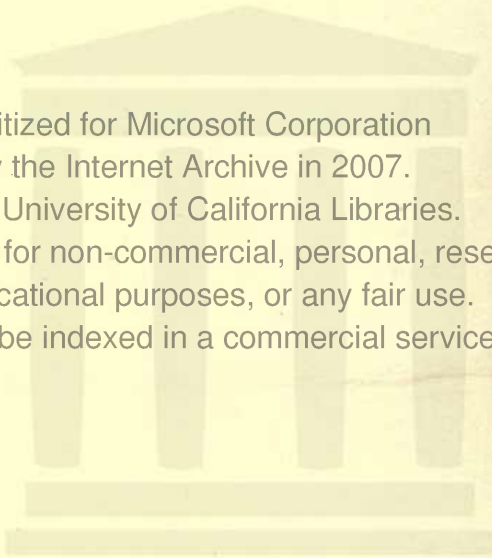 itized for Microsoft Corporation
the Internet Archive in 2007.
University of California Libraries.
for non-commercial, personal, rese
cational purposes, or any fair use.
be indexed in a commercial service